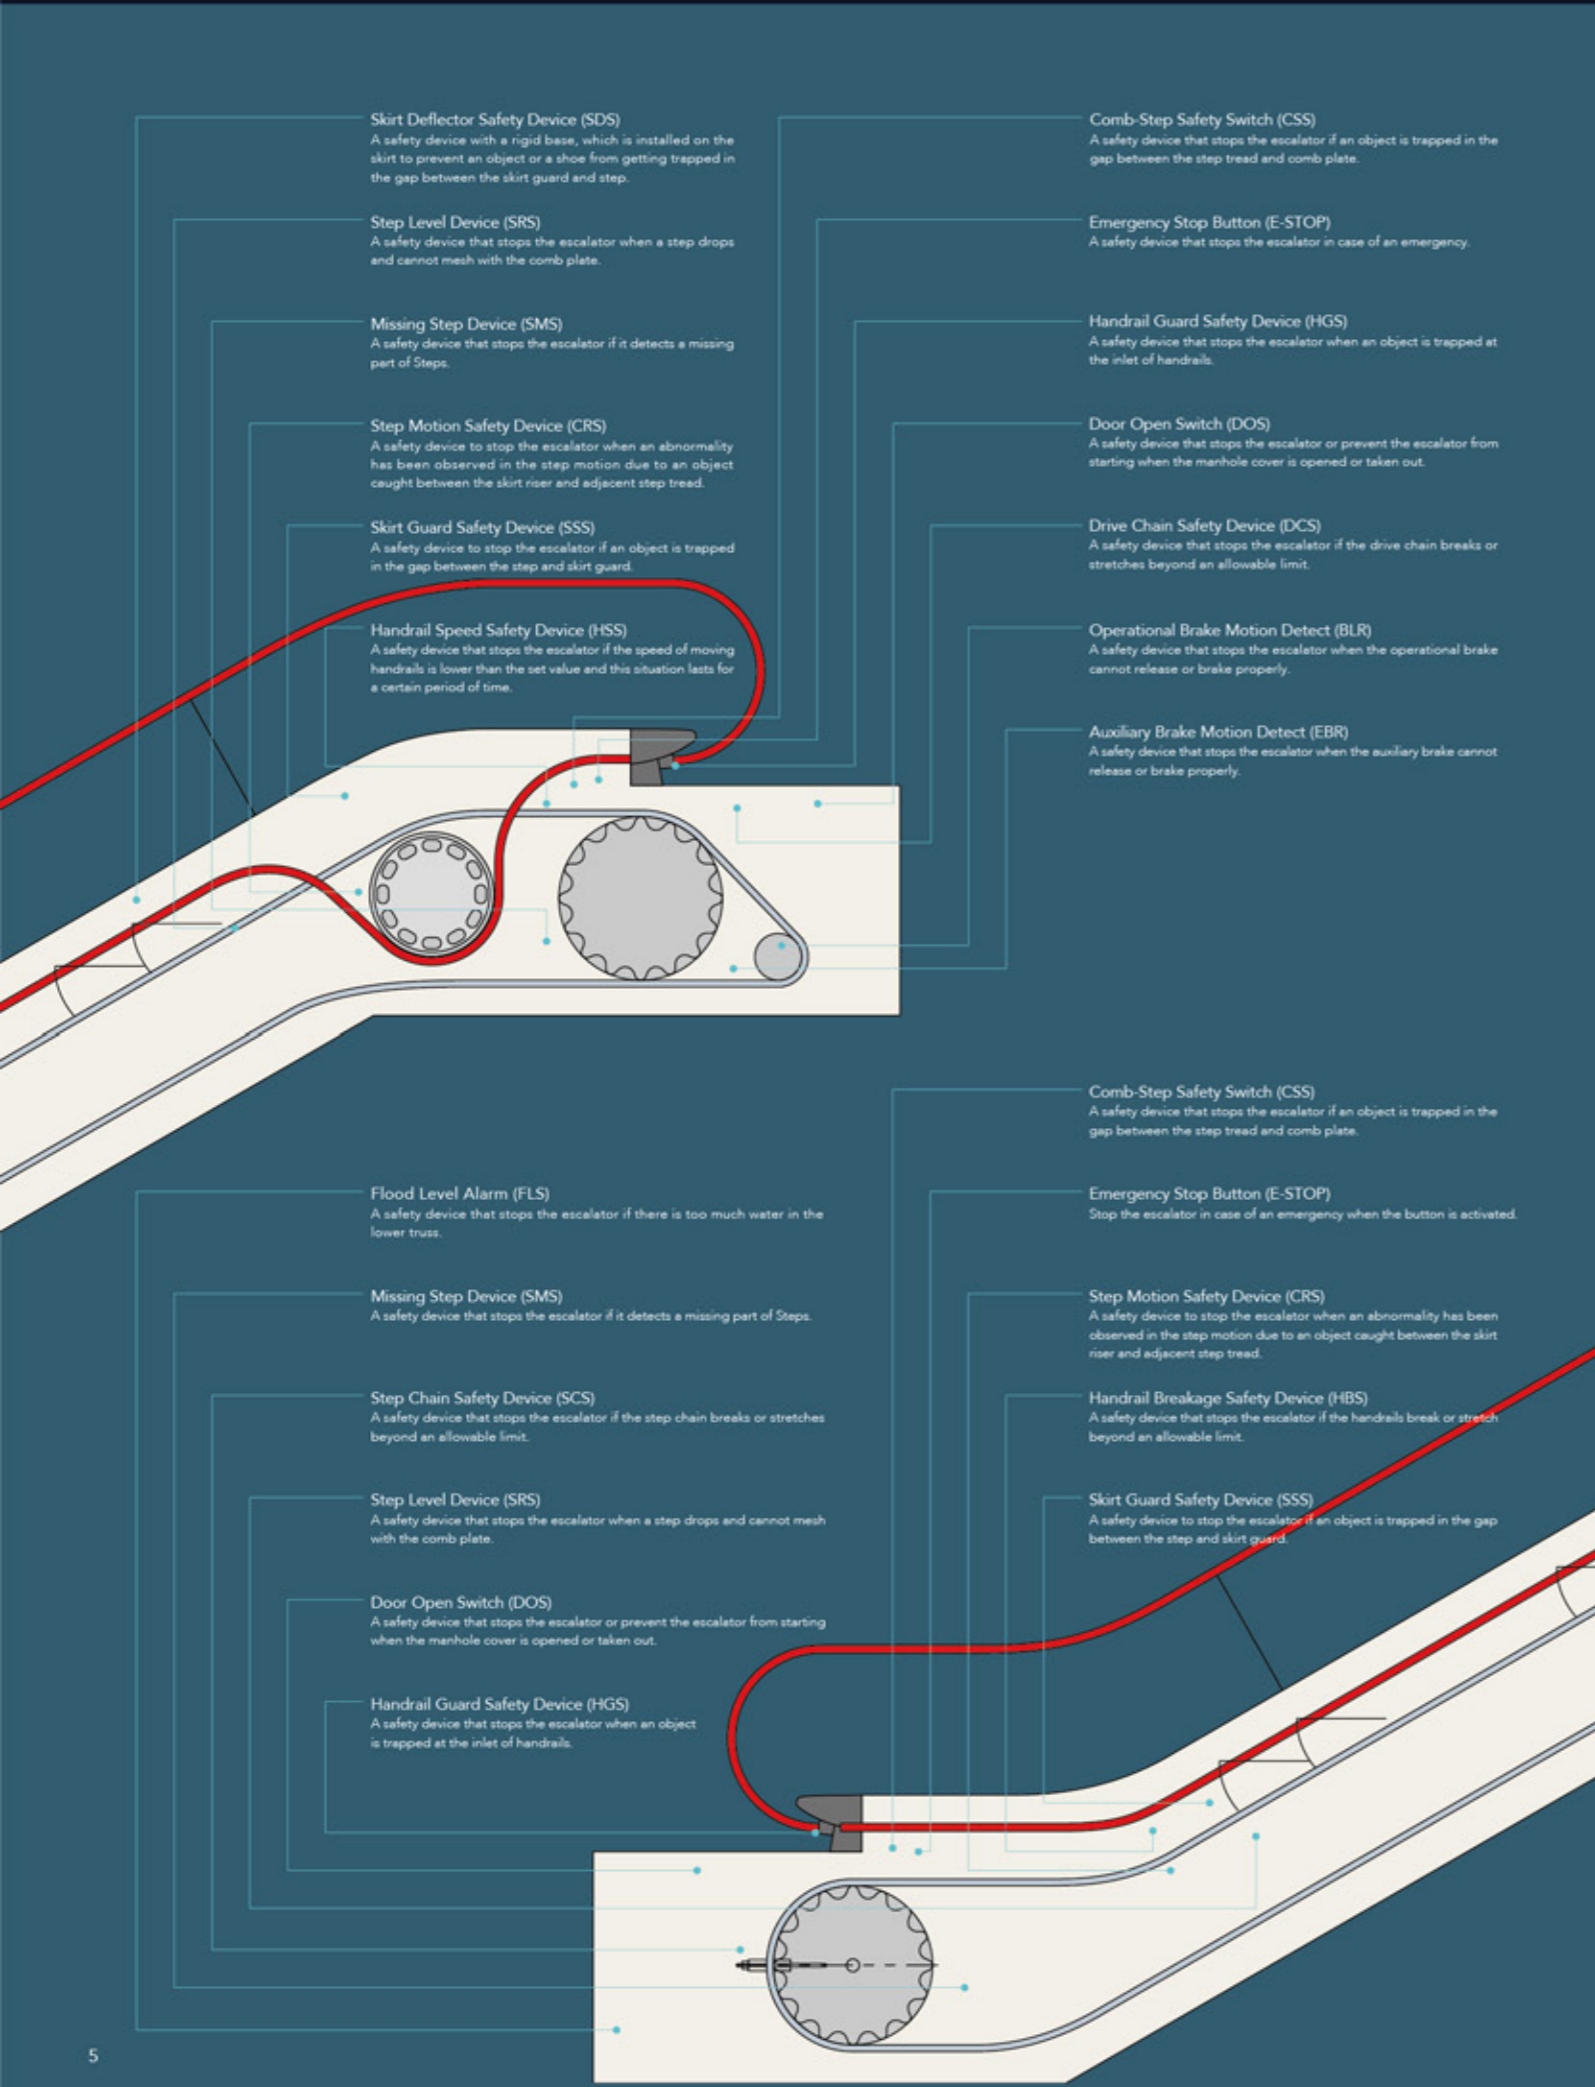 Skirt Deflector Safety Device (SDS)
A safety device with a rigid base, which is installed on the
skirt to prevent an object or a shoe from getting trapped in
the gap between the skirt guard and step.
Step Level Device (SRS)
A safety device that stops the escalator when a step drops
and cannot mesh with the comb plate.
Missing Step Device (SMS)
A safety device that stops the escalator if it detects a missing
part of Steps.
Step Motion Safety Device (CRS)
A safety device to stop the escalator when an abnormality
has been observed in the step motion due to an object
caught between the skirt riser and adjacent step tread.
Skirt Guard Safety Device (SSS)
A safety device to stop the escalator if an object is trapped
in the gap between the step and skirt guard.
Handrail Speed Safety Device (HSS)
A safety device that stops the escalator if the speed of moving
handrails is lower than the set value and this situation lasts for
a certain period of time.
Comb-Step Safety Switch (CSS)
A safety device that stops the escalator if an object is trapped in the
gap between the step tread and comb plate.
Emergency Stop Button (E-STOP)
A safety device that stops the escalator in case of an emergency.
Handrail Guard Safety Device (HGS)
A safety device that stops the escalator when an object is trapped at
the inlet of handrails.
Door Open Switch (DOS)
A safety device that stops the escalator or prevent the escalator from
starting when the manhole cover is opened or taken out.
Drive Chain Safety Device (DCS)
A safety device that stops the escalator if the drive chain breaks or
stretches beyond an allowable limit.
Operational Brake Motion Detect (BLR)
A safety device that stops the escalator when the operational brake
cannot release or brake properly.
Auxiliary Brake Motion Detect (EBR)
A safety device that stops the escalator when the auxiliary brake cannot
release or brake properly.
Flood Level Alarm (FLS)
A safety device that stops the escalator if there is too much water in the
lower truss.
Missing Step Device (SMS)
A safety device that stops the escalator if it detects a missing part of Steps.
Step Chain Safety Device (SCS)
A safety device that stops the escalator if the step chain breaks or stretches
beyond an allowable limit.
Step Level Device (SRS)
A safety device that stops the escalator when a step drops and cannot mesh
with the comb plate.
Door Open Switch (DOS)
A safety device that stops the escalator or prevent the escalator from starting
when the manhole cover is opened or taken out.
Handrail Guard Safety Device (HGS)
A safety device that stops the escalator when an object
is trapped at the inlet of handrails.
Comb-Step Safety Switch (CSS)
A safety device that stops the escalator if an object is trapped in the
gap between the step tread and comb plate.
Emergency Stop Button (E-STOP)
Stop the escalator in case of an emergency when the button is activated.
Step Motion Safety Device (CRS)
A safety device to stop the escalator when an abnormality has been
observed in the step motion due to an object caught between the skirt
riser and adjacent step tread.
Handrail Breakage Safety Device (HBS)
A safety device that stops the escalator if the handrails break or stretch
beyond an allowable limit.
Skirt Guard Safety Device (SSS)
A safety device to stop the escalator if an object is trapped in the gap
between the step and skirt guard.
5